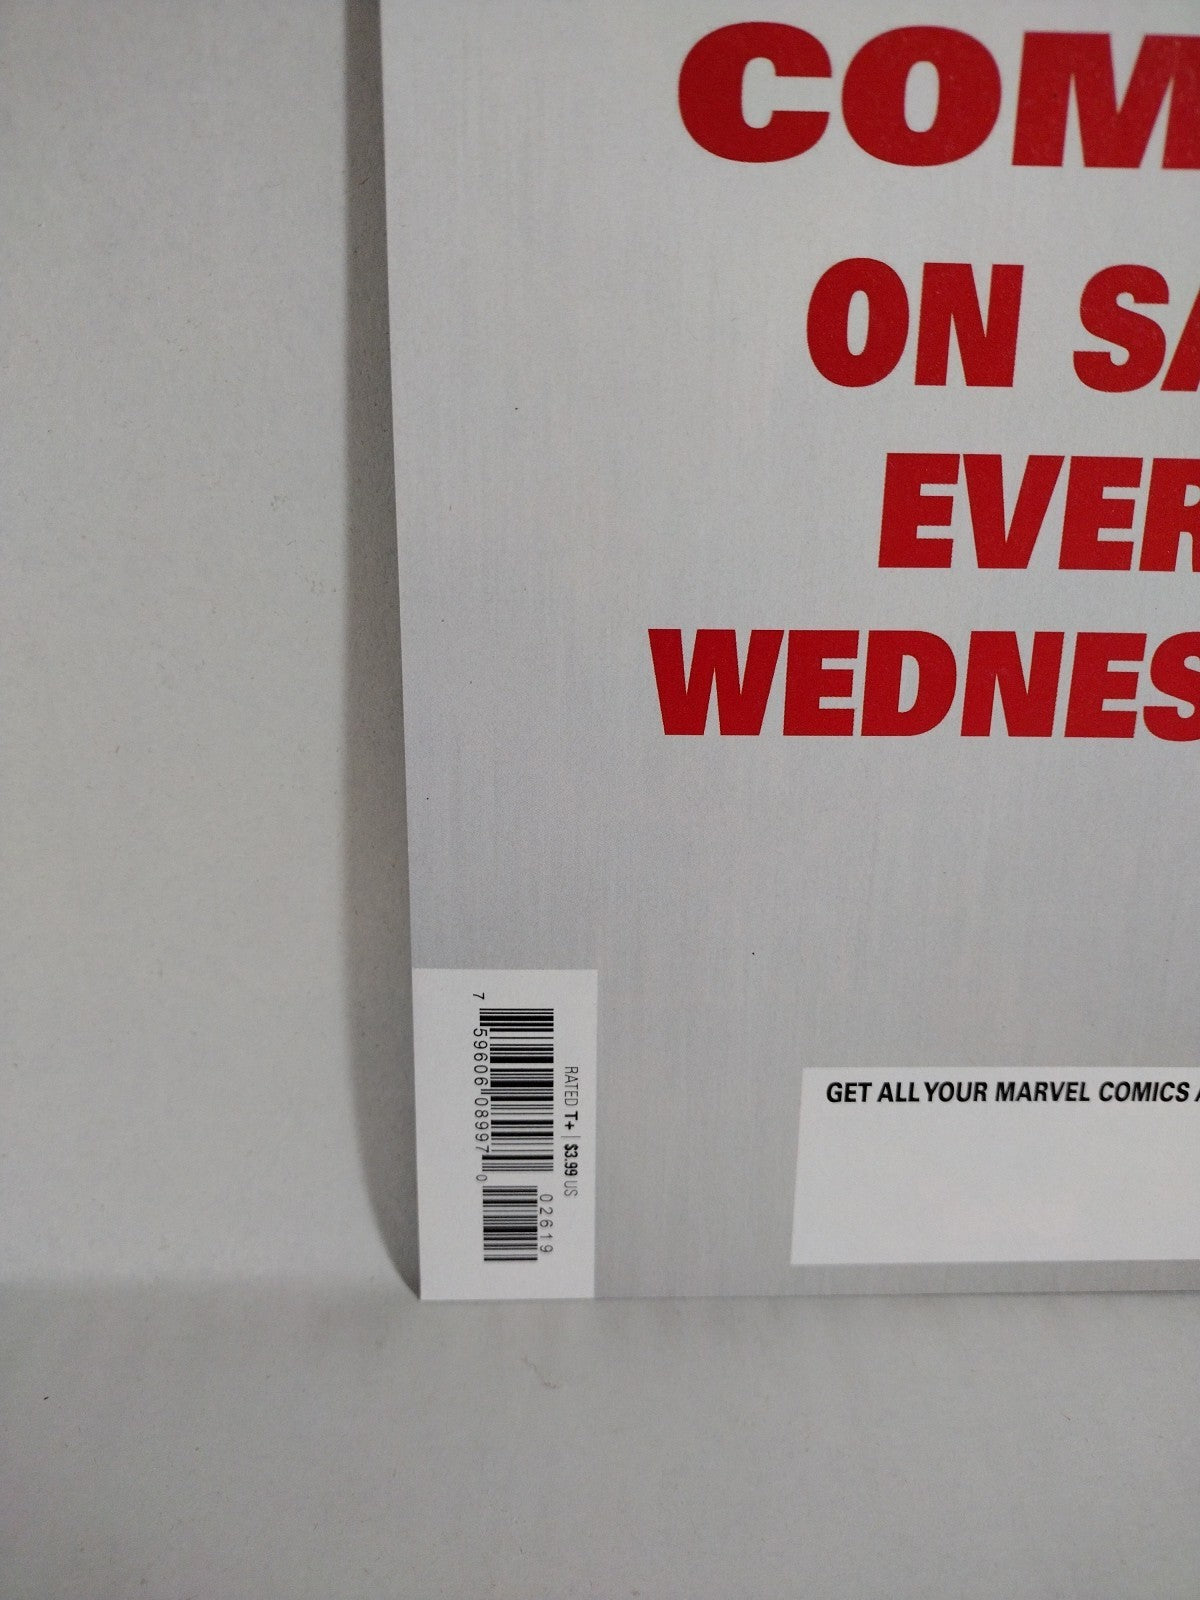 COM
ON SA
EVER
WEDNES
GET ALL YOUR MARVEL COMICS A
RATED T+ | $3.99 US
02619
7 59606 08997 0